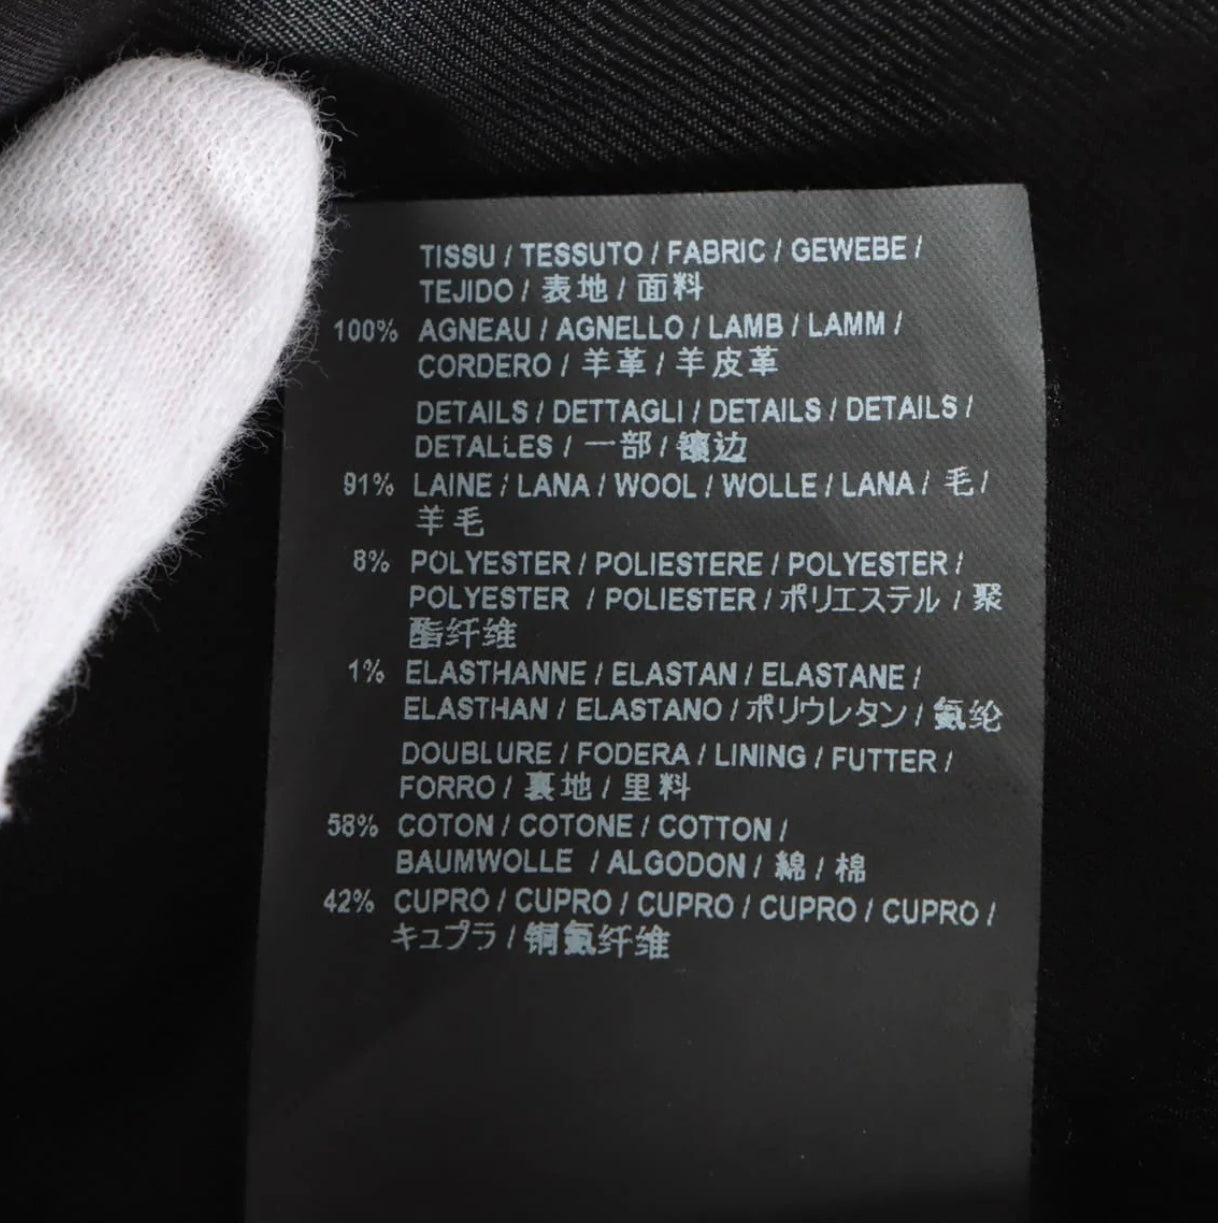 TISSU / TESSUTO / FABRIC / GEWEBE /
TEJIDO / 表地 / 面料
100% AGNEAU / AGNELLO / LAMB / LAMM /
CORDERO / 羊革 / 羊皮革
DETAILS / DETTAGLI / DETAILS / DETAILS /
DETALLES / 一部 / 镶边
91% LAINE / LANA / WOOL / WOLLE / LANA / 毛 /
羊毛
8% POLYESTER / POLIESTERE / POLYESTER /
POLYESTER / POLIESTER / ポリエステル / 聚
酯纤维
1% ELASTHANNE / ELASTAN / ELASTANE /
ELASTHAN / ELASTANO / ポリウレタン / 氨纶
DOUBLURE / FODERA / LINING / FUTTER /
FORRO / 裏地 / 里料
58% COTON / COTONE / COTTON /
BAUMWOLLE / ALGODON / 綿 / 棉
42% CUPRO / CUPRO / CUPRO / CUPRO / CUPRO /
キュプラ / 铜氨纤维